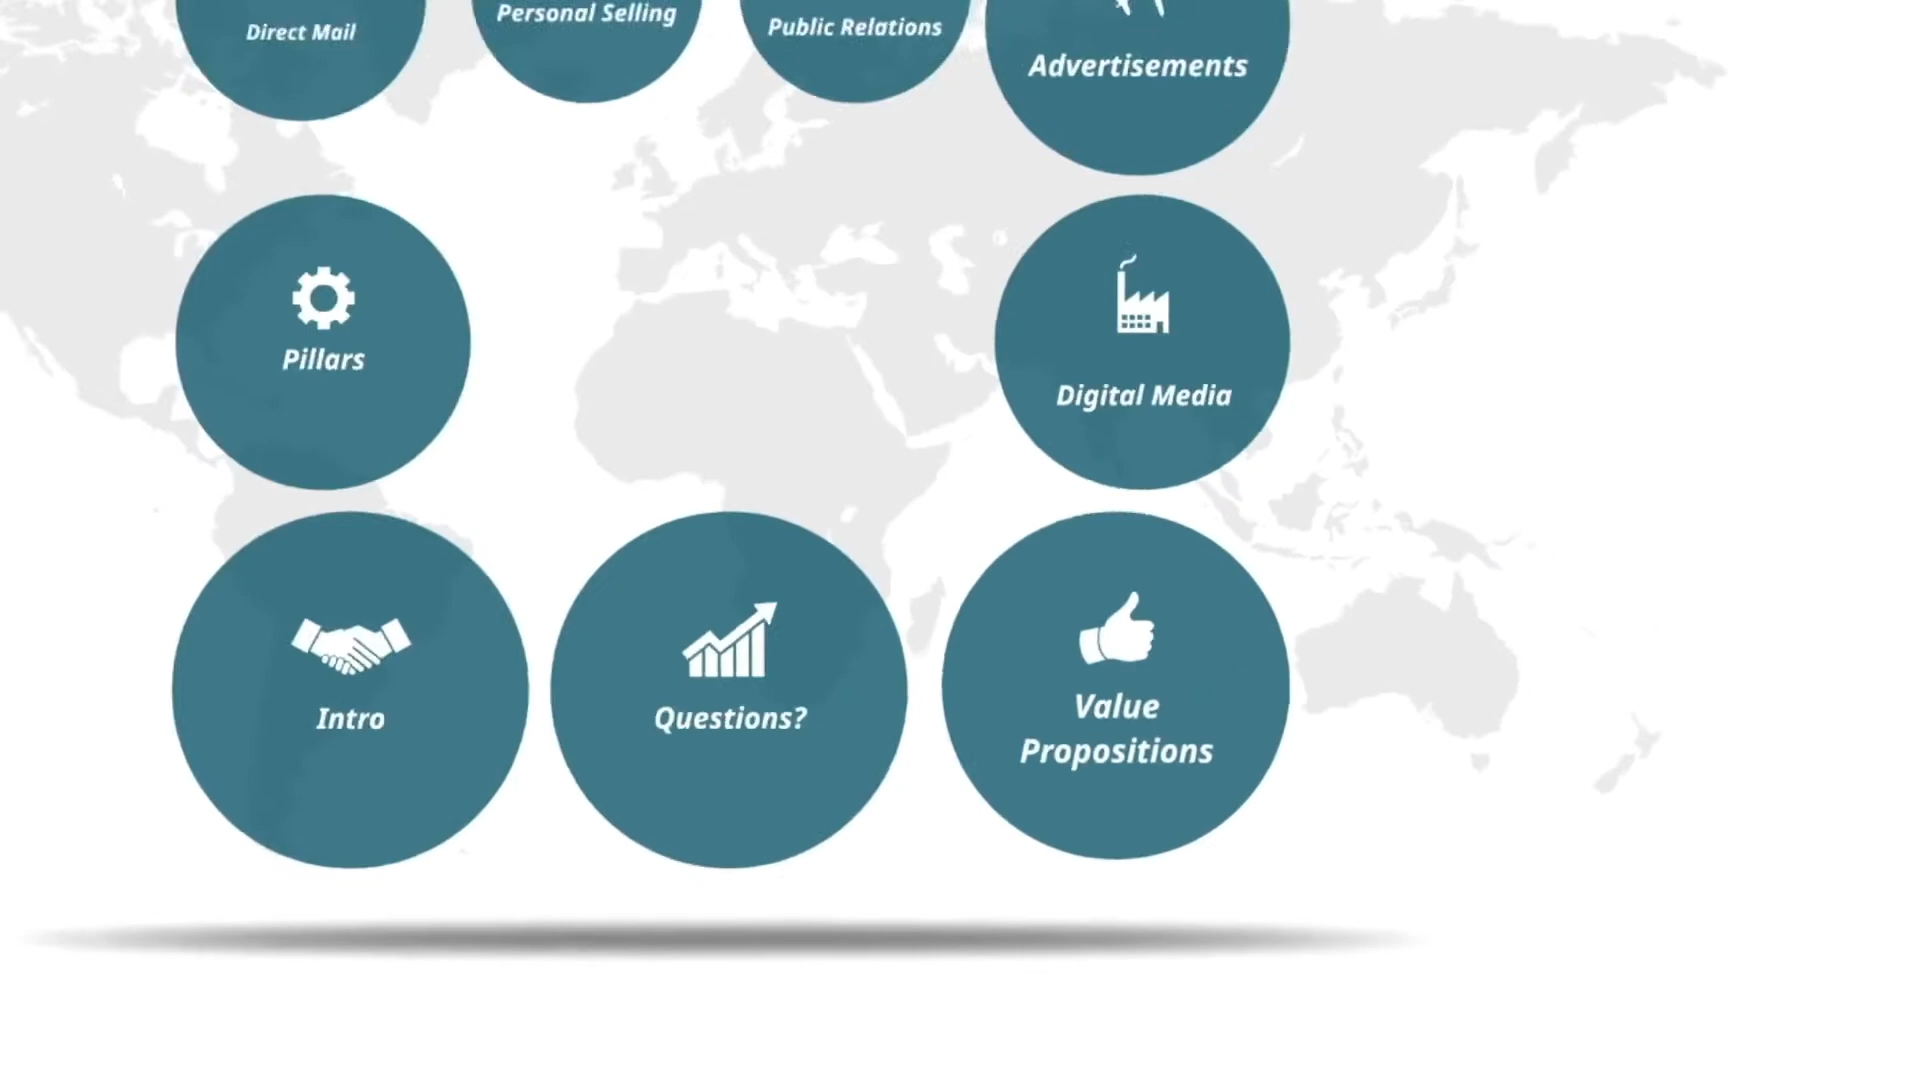 Direct Mail
Personal Selling
Public Relations
Advertisements
Pillars
Digital Media
Intro
Questions?
Value
Propositions